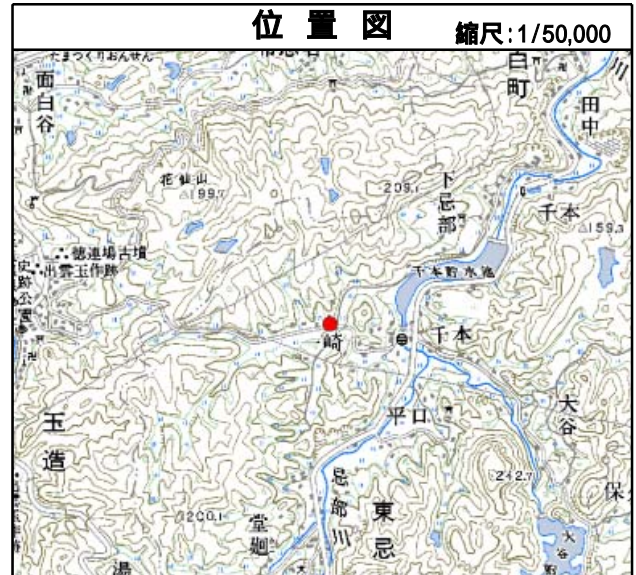 位置図
縮尺:1/50,000
たまつくりおんせん
面白谷
白町
川
田中
花仙山
199.7
209.1
下忌部
千本
159.3
徳連場古墳
出雲玉作跡
史跡公園
千本貯水池
千本
崎
平口
大谷
玉造
242.7
保
忌部川
東忌
200.1
堂廻
大谷
湯